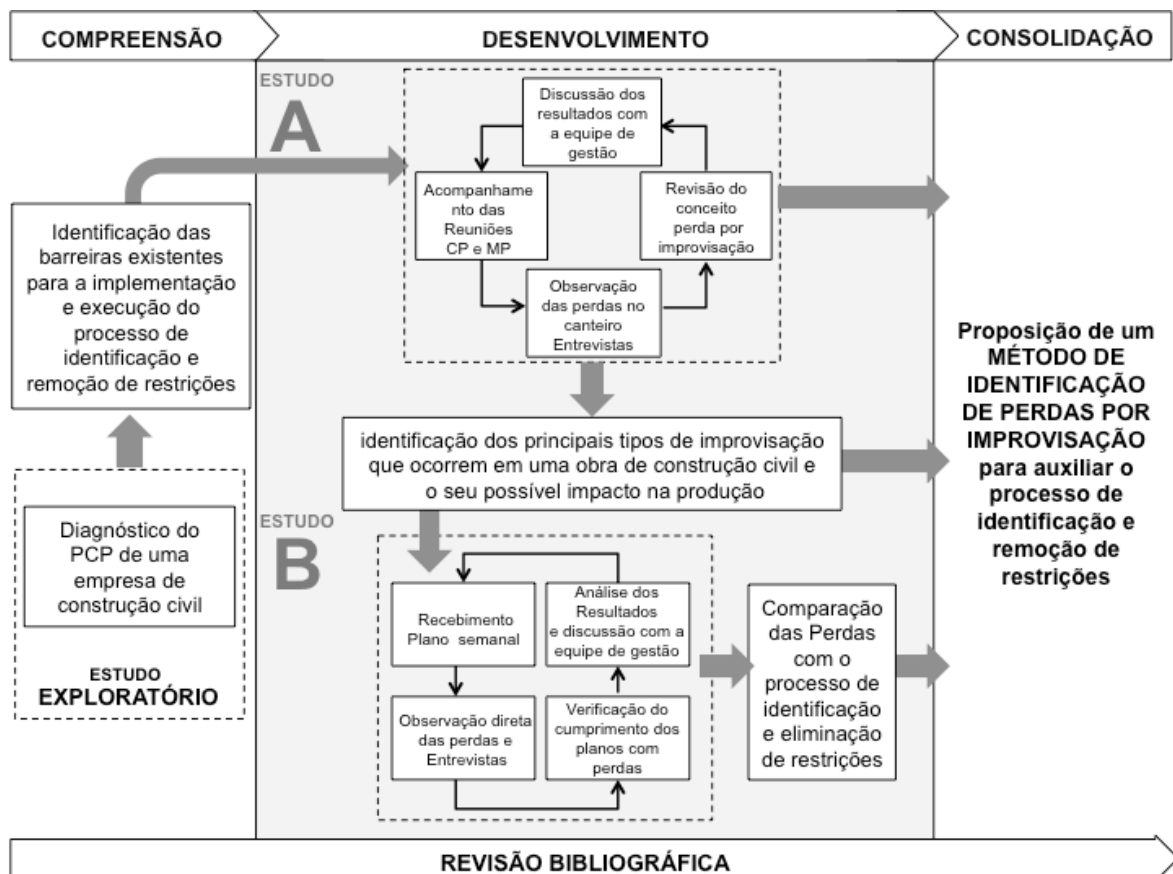 COMPREENSÃO
DESENVOLVIMENTO
CONSOLIDAÇÃO
Identificação das
barreiras existentes
para a implementação
e execução do
processo de
identificação e
remoção de restrições
Diagnóstico do
PCP de uma
empresa de
construção civil
ESTUDO
EXPLORATÓRIO
ESTUDO
A
Discussão dos
resultados com
a equipe de
gestão
Acompanhame
nto das
Reuniões
CP e MP
Revisão do
conceito
perda por
improvisação
Observação
das perdas no
canteiro
Entrevistas
identificação dos principais tipos de improvisação
que ocorrem em uma obra de construção civil e
o seu possível impacto na produção
ESTUDO
B
Recebimento
Plano semanal
Análise dos
Resultados
e discussão com a
equipe de gestão
Observação direta
das perdas e
Entrevistas
Verificação do
cumprimento dos
planos com
perdas
Comparação
das Perdas
com o
processo de
identificação
e eliminação
de restrições
Proposição de um
MÉTODO DE
IDENTIFICAÇÃO
DE PERDAS POR
IMPROVISAÇÃO
para auxiliar o
processo de
identificação e
remoção de
restrições
REVISÃO BIBLIOGRÁFICA